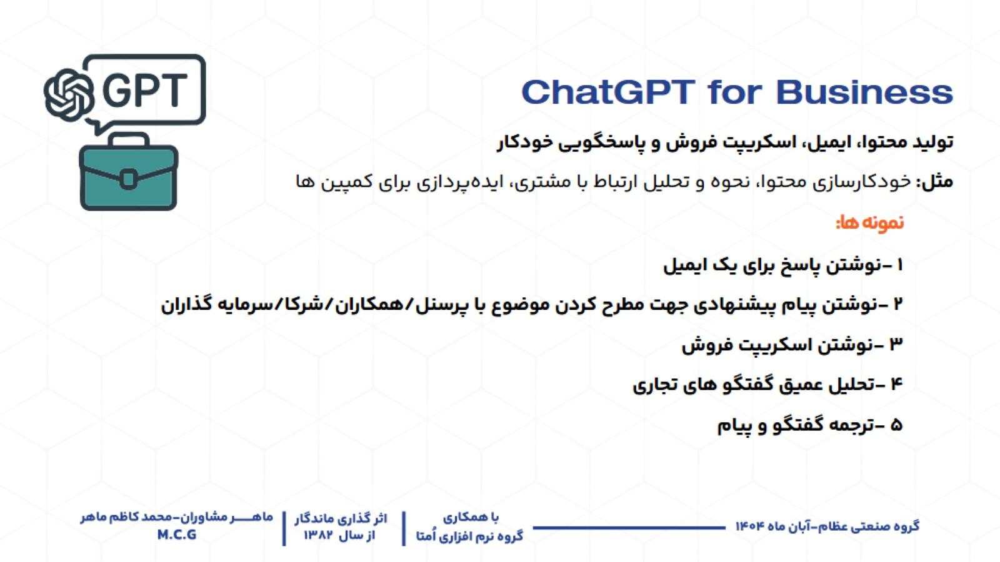 GPT
ChatGPT for Business
تولید محتوا، ایمیل، اسکریپت فروش و پاسخگویی خودکار
مثل: خودکارسازی محتوا، نحوه و تحلیل ارتباط با مشتری، ایده‌پردازی برای کمپین ها
نمونه ها:
۱ -نوشتن پاسخ برای یک ایمیل
۲ -نوشتن پیام پیشنهادی جهت مطرح کردن موضوع با پرسنل/همکاران/شرکا/سرمایه گذاران
۳ -نوشتن اسکریپت فروش
۴ -تحلیل عمیق گفتگو های تجاری
۵ -ترجمه گفتگو و پیام
گروه صنعتی عظام-آبان ماه ۱۴۰۴
با همکاری
گروه نرم افزاری اُمتا
اثر گذاری ماندگار
از سال ۱۳۸۲
ماهـــر مشاوران-محمد کاظم ماهر
M.C.G